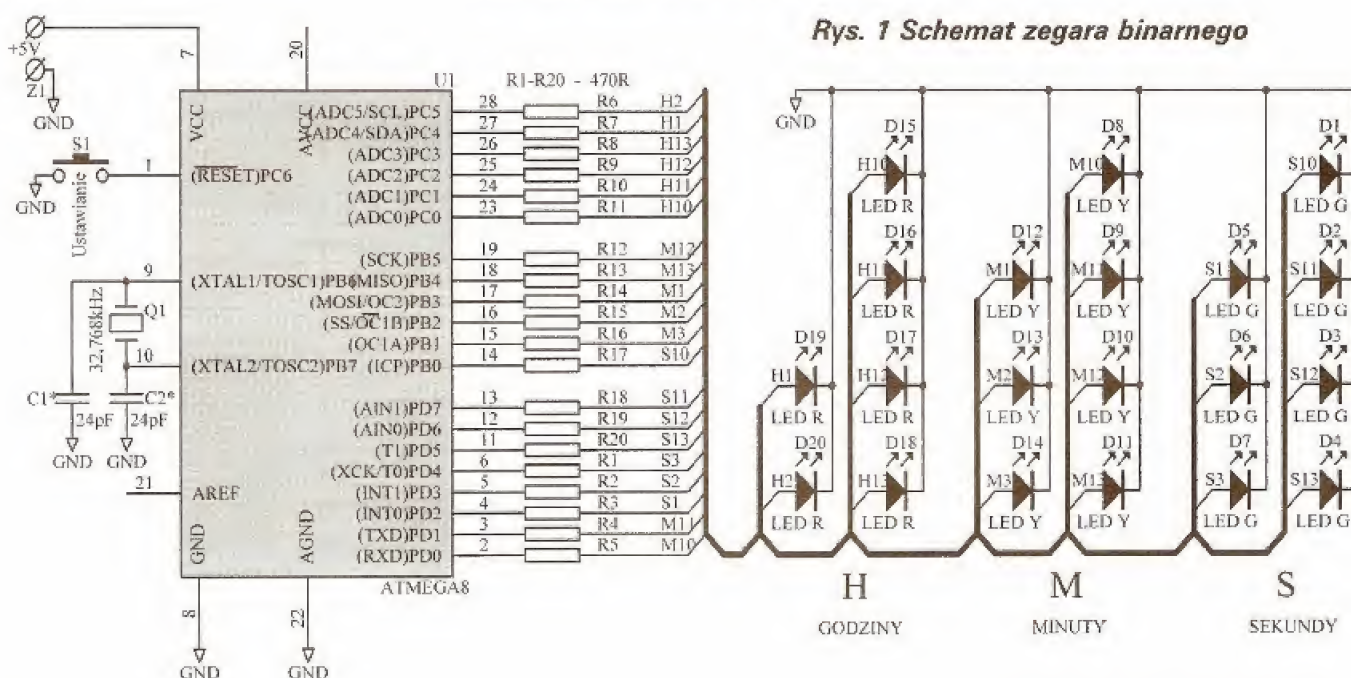 Rys. 1 Schemat zegara binarnego
+5V
Z1
GND
7
20
U1
R1-R20 - 470R
VCC
AVCC
S1
GND
Ustawianie
1
(RESET)PC6
9
(XTAL1/TOSC1)PB6
Q1
32,768kHz
10
(XTAL2/TOSC2)PB7
C1*
24pF
C2*
24pF
GND
GND
21
AREF
GND
AGND
8
22
GND
GND
ATMEGA8
(ADC5/SCL)PC5 28 R6 H2
(ADC4/SDA)PC4 27 R7 H1
(ADC3)PC3 26 R8 H13
(ADC2)PC2 25 R9 H12
(ADC1)PC1 24 R10 H11
(ADC0)PC0 23 R11 H10
(SCK)PB5 19 R12 M12
(MISO)PB4 18 R13 M13
(MOSI/OC2)PB3 17 R14 M1
(SS/OC1B)PB2 16 R15 M2
(OC1A)PB1 15 R16 M3
(ICP)PB0 14 R17 S10
(AIN1)PD7 13 R18 S11
(AIN0)PD6 12 R19 S12
(T1)PD5 11 R20 S13
(XCK/T0)PD4 6 R1 S3
(INT1)PD3 5 R2 S2
(INT0)PD2 4 R3 S1
(TXD)PD1 3 R4 M11
(RXD)PD0 2 R5 M10
GND
D19
H1
LED R
D20
H2
LED R
D15
H10
LED R
D16
H11
LED R
D17
H12
LED R
D18
H13
LED R
D12
M1
LED Y
D13
M2
LED Y
D14
M3
LED Y
D8
M10
LED Y
D9
M11
LED Y
D10
M12
LED Y
D11
M13
LED Y
D5
S1
LED G
D6
S2
LED G
D7
S3
LED G
D1
S10
LED G
D2
S11
LED G
D3
S12
LED G
D4
S13
LED G
H
M
S
GODZINY
MINUTY
SEKUNDY